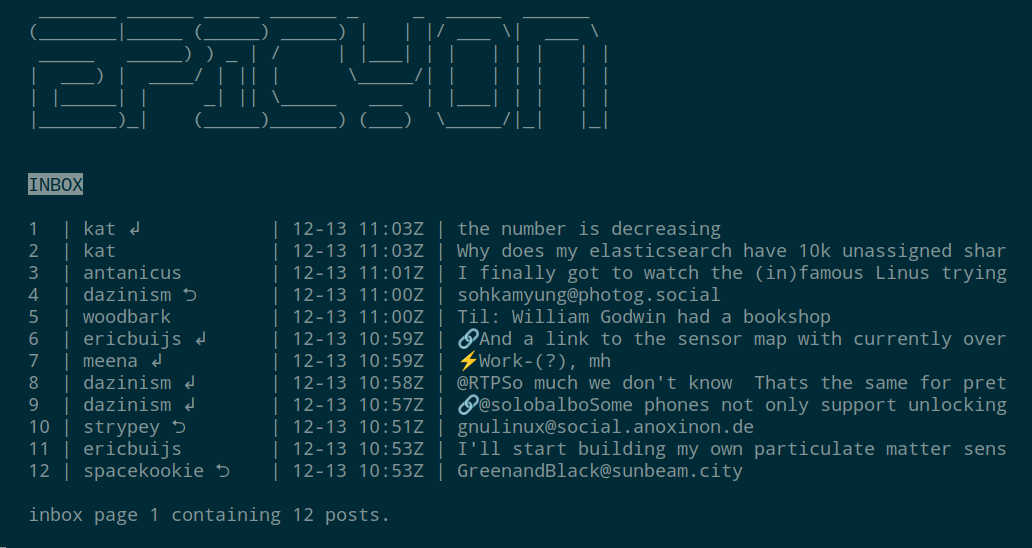 EPICYON
INBOX
1 | kat ↲ | 12-13 11:03Z | the number is decreasing
2 | kat | 12-13 11:03Z | Why does my elasticsearch have 10k unassigned shar
3 | antanicus | 12-13 11:01Z | I finally got to watch the (in)famous Linus trying
4 | dazinism ⮌ | 12-13 11:00Z | sohkamyung@photog.social
5 | woodbark | 12-13 11:00Z | Til: William Godwin had a bookshop
6 | ericbuijs ↲ | 12-13 10:59Z | 🔗And a link to the sensor map with currently over
7 | meena ↲ | 12-13 10:59Z | ⚡Work-(?), mh
8 | dazinism ↲ | 12-13 10:58Z | @RTPSo much we don't know  Thats the same for pret
9 | dazinism ↲ | 12-13 10:57Z | 🔗@solobalboSome phones not only support unlocking
10 | strypey ⮌ | 12-13 10:51Z | gnulinux@social.anoxinon.de
11 | ericbuijs | 12-13 10:53Z | I'll start building my own particulate matter sens
12 | spacekookie ⮌ | 12-13 10:53Z | GreenandBlack@sunbeam.city
inbox page 1 containing 12 posts.